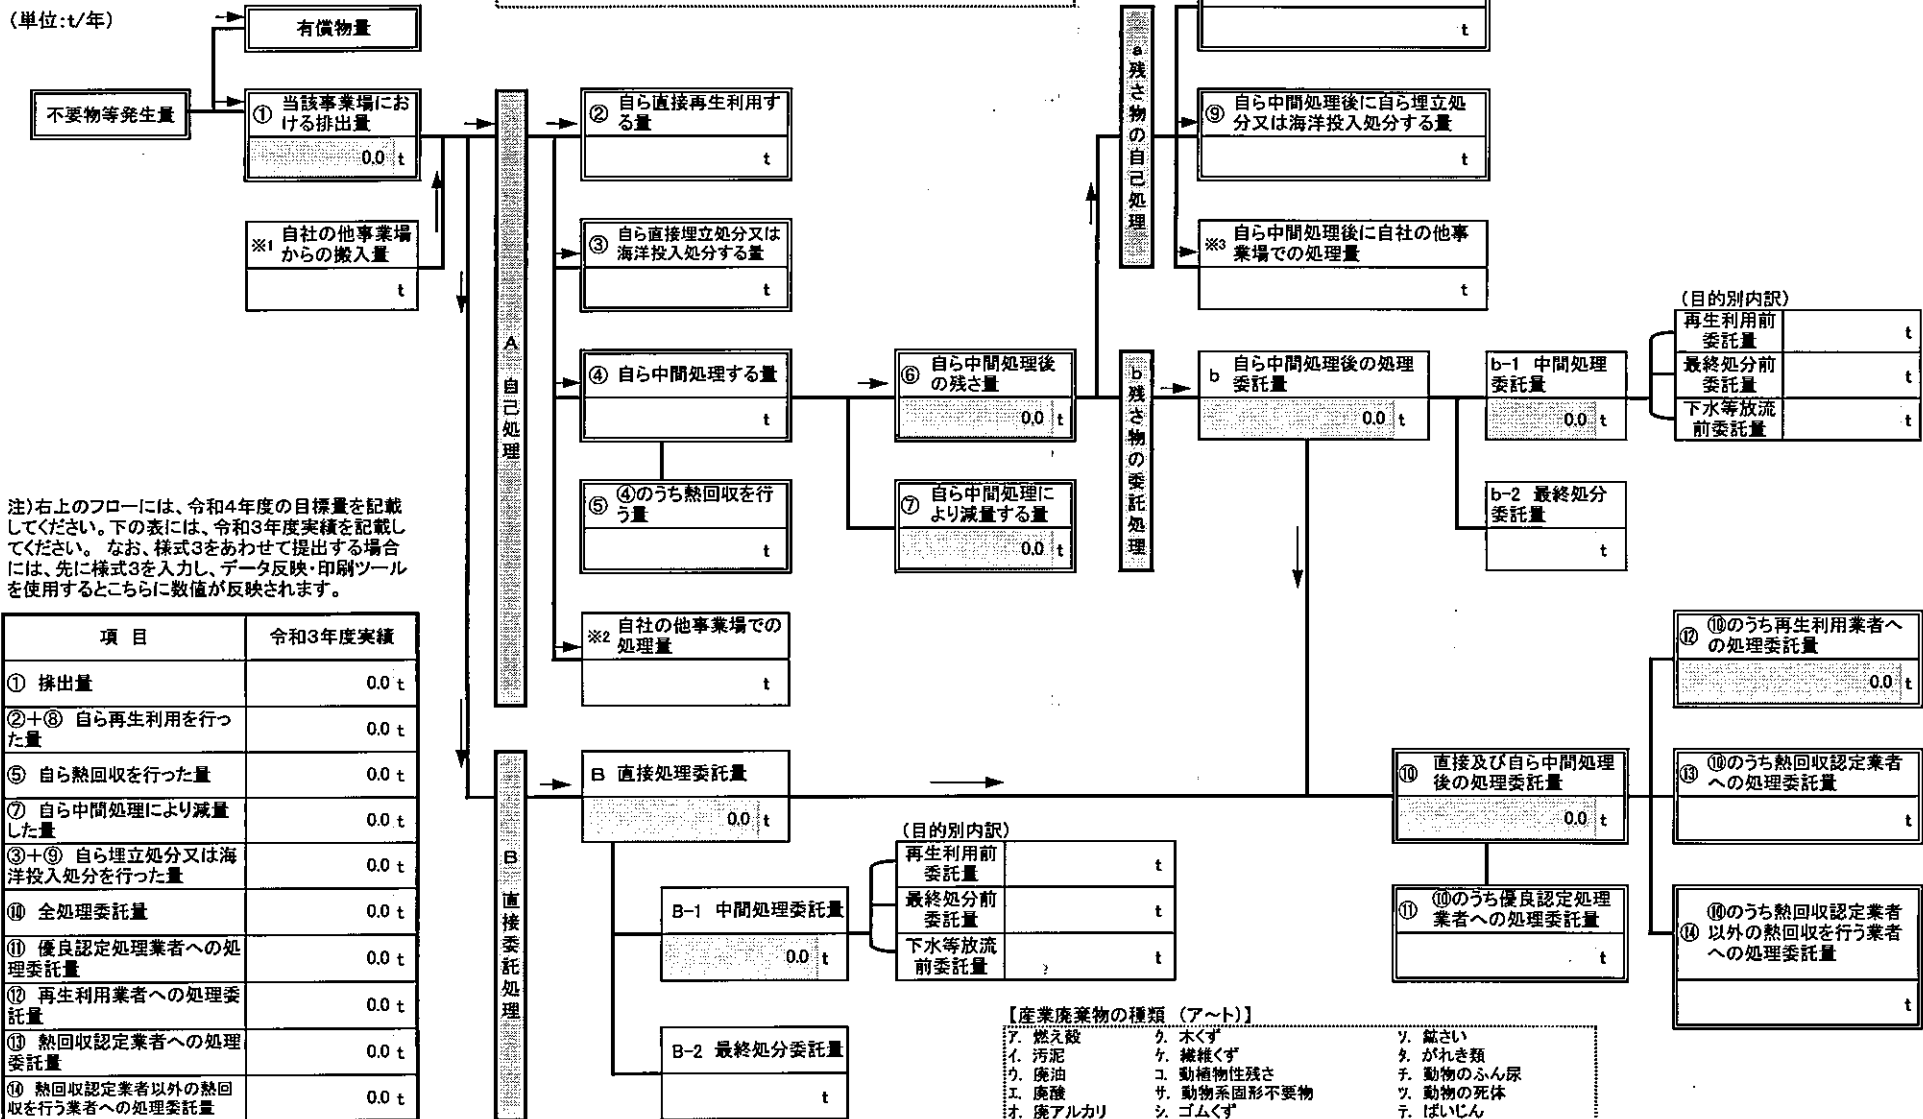 (単位:t/年)
有償物量
不要物等発生量
① 当該事業場にお
ける排出量
0.0 t
※1 自社の他事業場
からの搬入量
t
A 自己処理
② 自ら直接再生利用す
る量
t
③ 自ら直接埋立処分又は
海洋投入処分する量
t
④ 自ら中間処理する量
t
⑤ ④のうち熱回収を行
う量
t
※2 自社の他事業場での
処理量
t
⑥ 自ら中間処理後
の残さ量
0.0 t
⑦ 自ら中間処理に
より減量する量
0.0 t
a 残さ物の自己処理
t
⑨ 自ら中間処理後に自ら埋立処
分又は海洋投入処分する量
t
※3 自ら中間処理後に自社の他事
業場での処理量
t
b 残さ物の委託処理
b 自ら中間処理後の処理
委託量
0.0 t
b-1 中間処理
委託量
0.0 t
b-2 最終処分
委託量
t
(目的別内訳)
再生利用前
委託量 t
最終処分前
委託量 t
下水等放流
前委託量 t
注)右上のフローには、令和4年度の目標量を記載
してください。下の表には、令和3年度実績を記載し
てください。 なお、様式3をあわせて提出する場合
には、先に様式3を入力し、データ反映・印刷ツール
を使用するとこちらに数値が反映されます。
項 目 令和3年度実績
① 排出量 0.0 t
②+⑧ 自ら再生利用を行っ
た量 0.0 t
⑤ 自ら熱回収を行った量 0.0 t
⑦ 自ら中間処理により減量
した量 0.0 t
③+⑨ 自ら埋立処分又は海
洋投入処分を行った量 0.0 t
⑩ 全処理委託量 0.0 t
⑪ 優良認定処理業者への処
理委託量 0.0 t
⑫ 再生利用業者への処理委
託量 0.0 t
⑬ 熱回収認定業者への処理
委託量 0.0 t
⑭ 熱回収認定業者以外の熱回
収を行う業者への処理委託量 0.0 t
B 直接委託処理
B 直接処理委託量
0.0 t
B-1 中間処理委託量
0.0 t
B-2 最終処分委託量
t
(目的別内訳)
再生利用前
委託量 t
最終処分前
委託量 t
下水等放流
前委託量 t
⑩ 直接及び自ら中間処理
後の処理委託量
0.0 t
⑪ ⑩のうち優良認定処理
業者への処理委託量
t
⑫ ⑩のうち再生利用業者へ
の処理委託量
0.0 t
⑬ ⑩のうち熱回収認定業者
への処理委託量
t
⑭ ⑩のうち熱回収認定業者
以外の熱回収を行う業者
への処理委託量
t
【産業廃棄物の種類 (ア~ト)】
ア. 燃え殻 ク. 木くず ソ. 鉱さい
イ. 汚泥 ケ. 繊維くず タ. がれき類
ウ. 廃油 コ. 動植物性残さ チ. 動物のふん尿
エ. 廃酸 サ. 動物系固形不要物 ツ. 動物の死体
オ. 廃アルカリ シ. ゴムくず テ. ばいじん